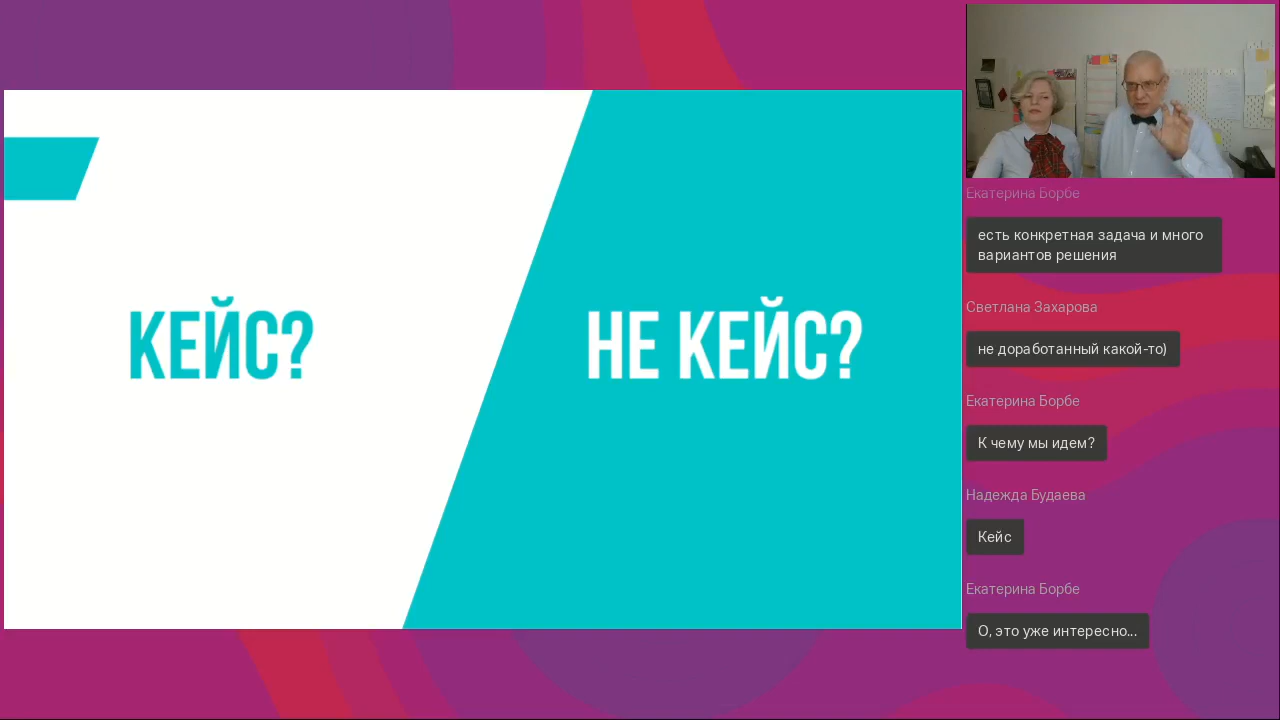 КЕЙС?
НЕ КЕЙС?
Екатерина Борбе
есть конкретная задача и много
вариантов решения
Светлана Захарова
не доработанный какой-то)
Екатерина Борбе
К чему мы идем?
Надежда Будаева
Кейс
Екатерина Борбе
О, это уже интересно...